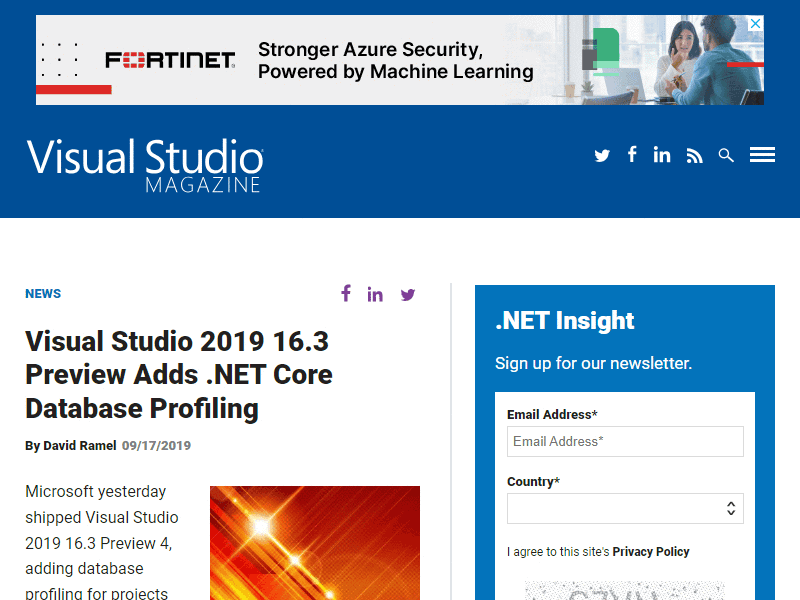 FORTINET
Stronger Azure Security,
Powered by Machine Learning
Visual Studio
MAGAZINE
NEWS
Visual Studio 2019 16.3
Preview Adds .NET Core
Database Profiling
By David Ramel 09/17/2019
Microsoft yesterday
shipped Visual Studio
2019 16.3 Preview 4,
adding database
profiling for projects
.NET Insight
Sign up for our newsletter.
Email Address*
Email Address*
Country*
I agree to this site's Privacy Policy